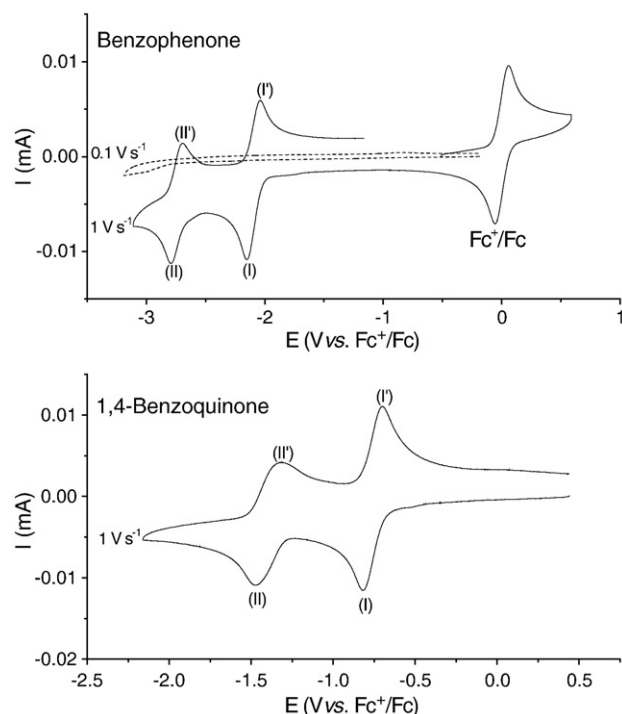 Benzophenone
0.01
0.00
-0.01
I (mA)
(I')
(II')
0.1 V s⁻¹
1 V s⁻¹
(II)
(I)
Fc⁺/Fc
-3
-2
-1
0
1
E (V vs. Fc⁺/Fc)
1,4-Benzoquinone
0.01
0.00
-0.01
-0.02
I (mA)
(I')
(II')
1 V s⁻¹
(II)
(I)
-2.5
-2.0
-1.5
-1.0
-0.5
0.0
0.5
E (V vs. Fc⁺/Fc)